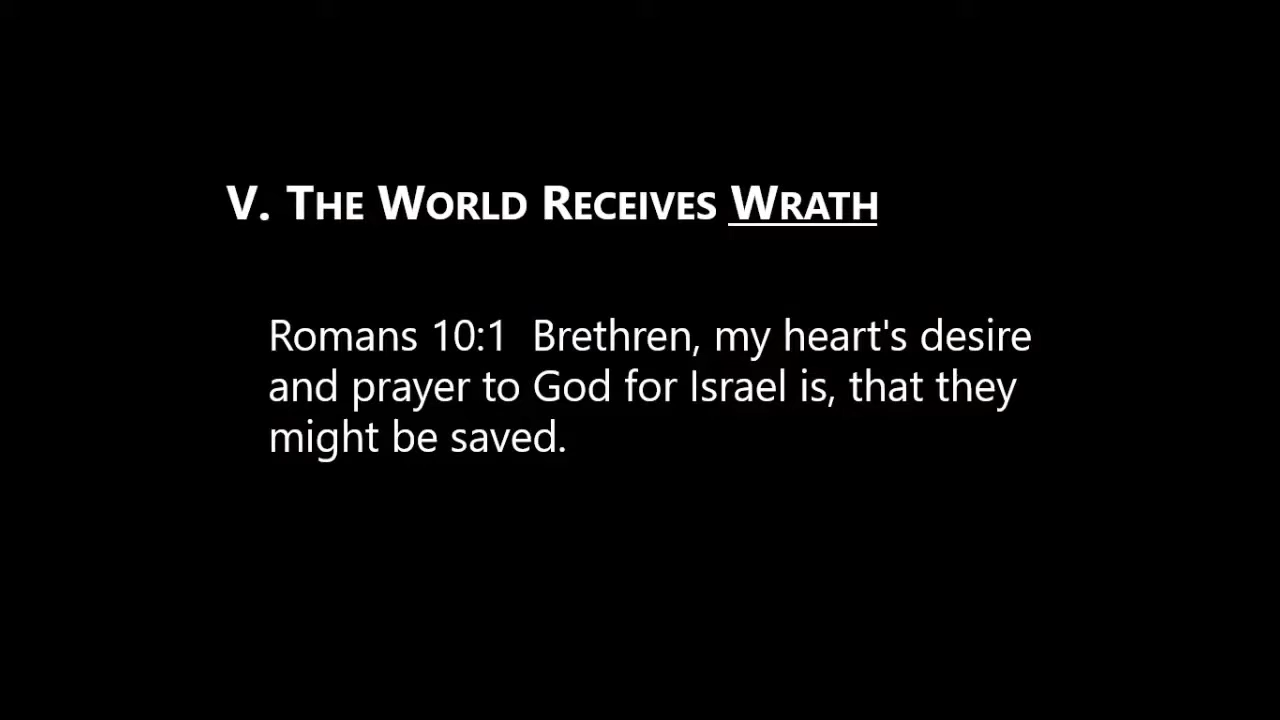 V. THE WORLD RECEIVES WRATH
Romans 10:1 Brethren, my heart's desire
and prayer to God for Israel is, that they
might be saved.